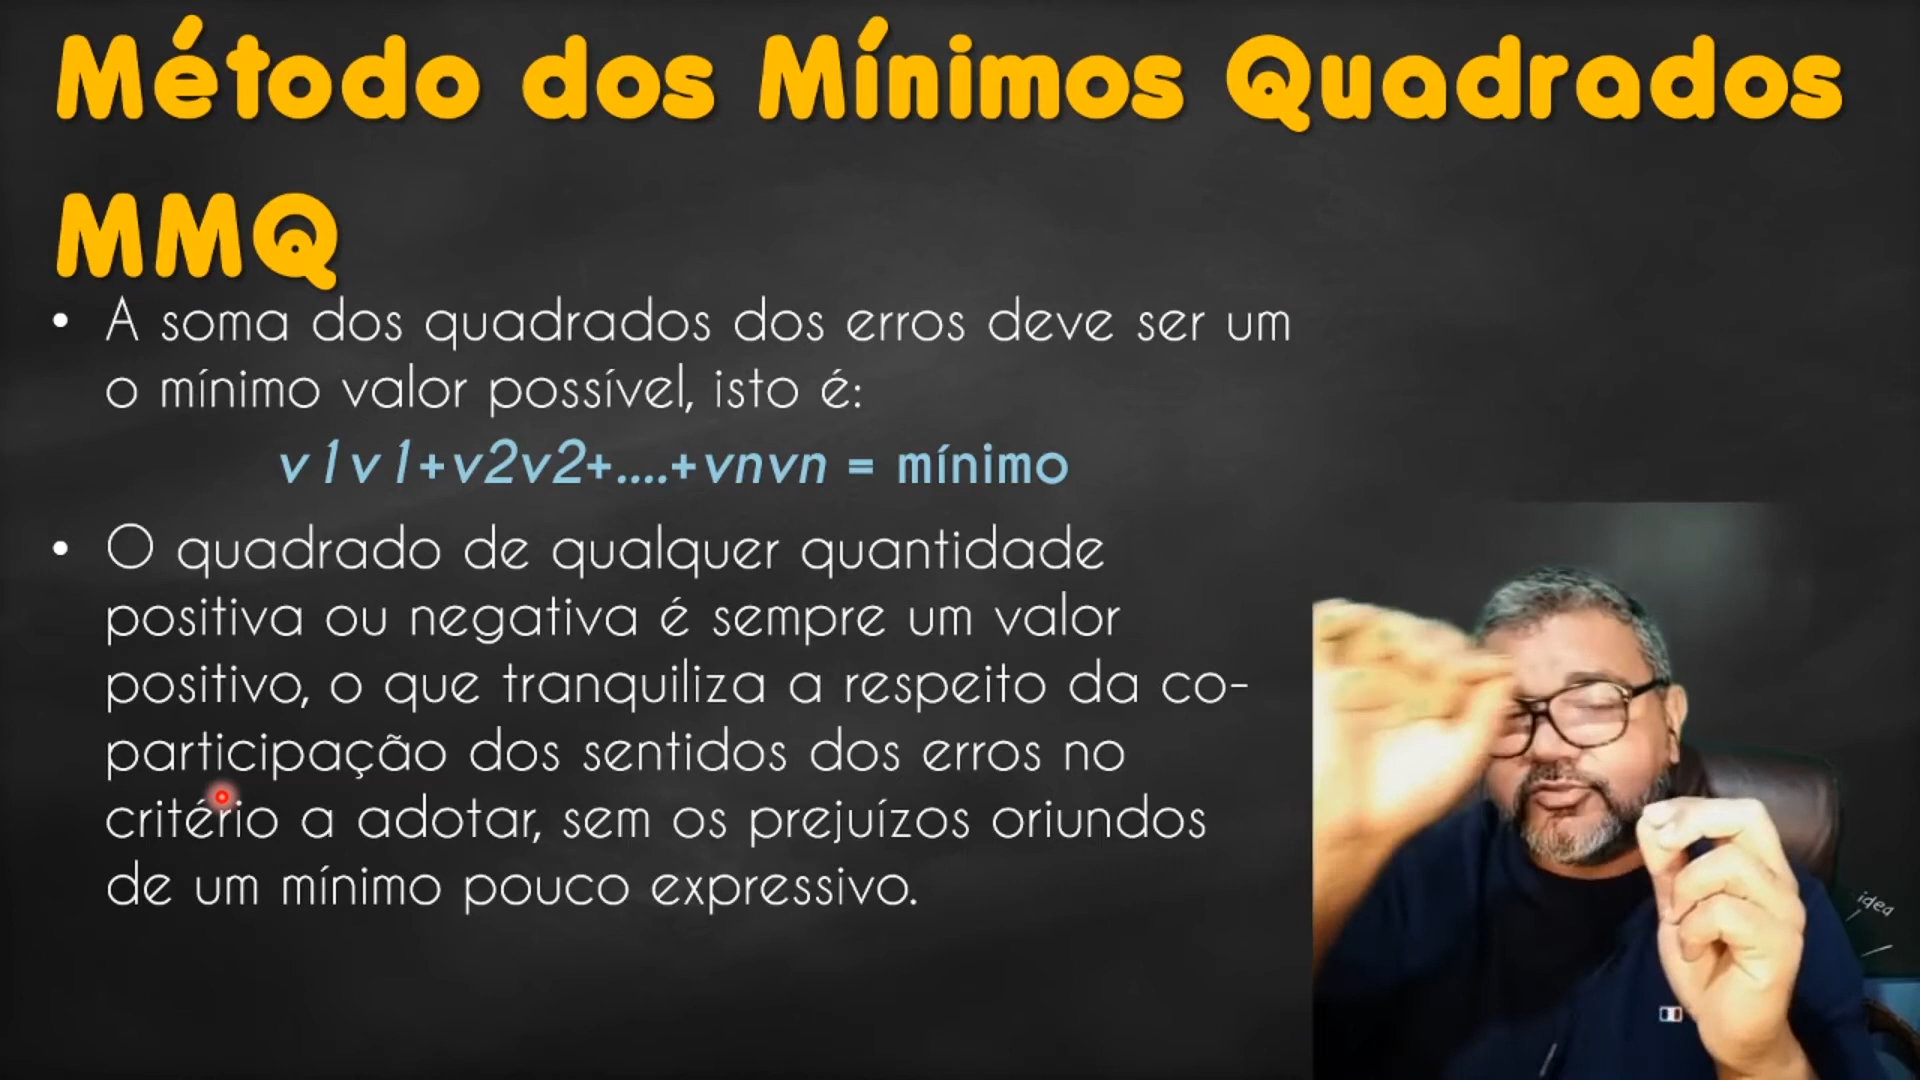 Método dos Mínimos Quadrados
MMQ
• A soma dos quadrados dos erros deve ser um
o mínimo valor possível, isto é:
v1v1+v2v2+....+vnvn = mínimo
• O quadrado de qualquer quantidade
positiva ou negativa é sempre um valor
positivo, o que tranquiliza a respeito da co-
participação dos sentidos dos erros no
critério a adotar, sem os prejuízos oriundos
de um mínimo pouco expressivo.
idea